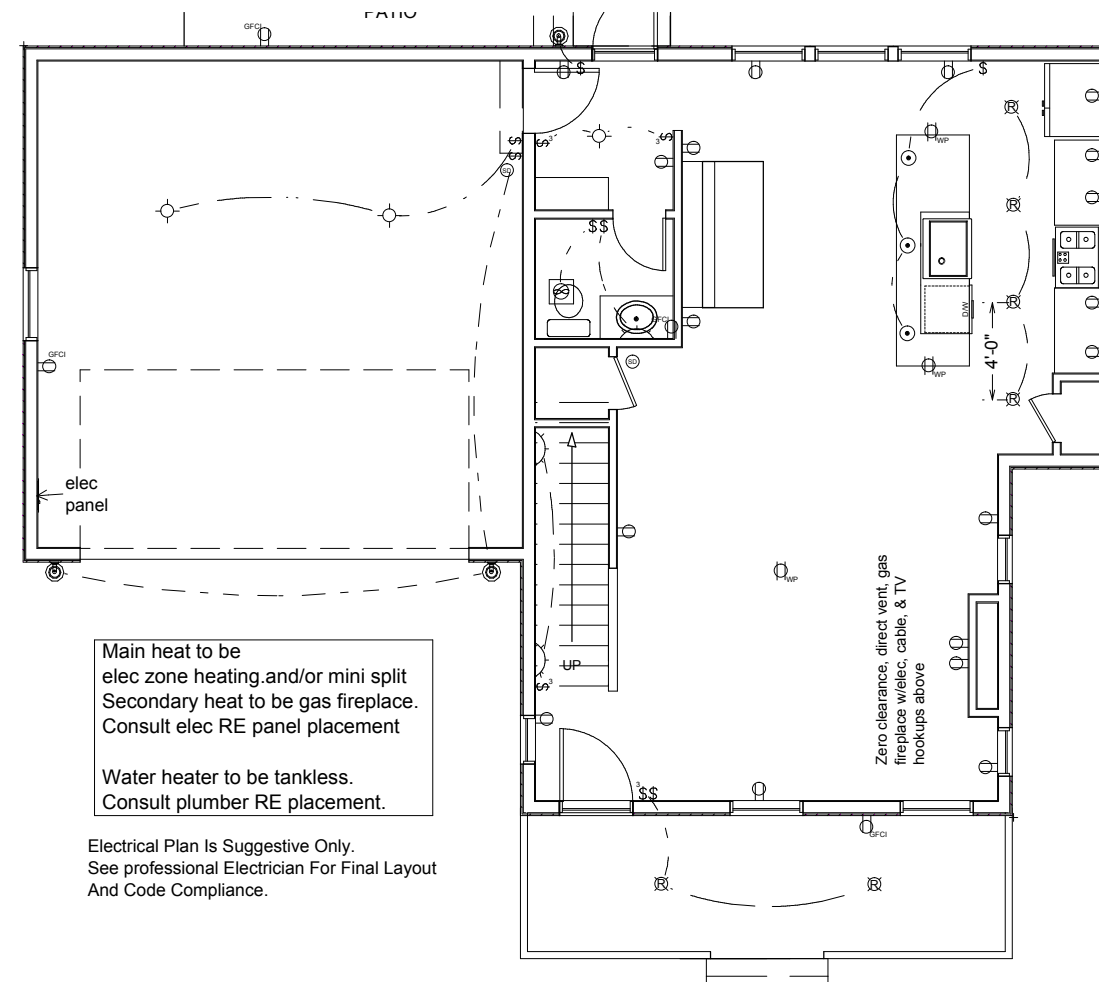 PATIO
GFCI
$
WP
$
$
3
$
3
$
$
SD
R
R
$$
GFCI
D/W
R
4'-0"
GFCI
SD
WP
R
elec
panel
WP
Zero clearance, direct vent, gas
fireplace w/elec, cable, & TV
hookups above
UP
$
3
Main heat to be
elec zone heating.and/or mini split
Secondary heat to be gas fireplace.
Consult elec RE panel placement
Water heater to be tankless.
Consult plumber RE placement.
3
$$
GFCI
Electrical Plan Is Suggestive Only.
See professional Electrician For Final Layout
And Code Compliance.
R
R